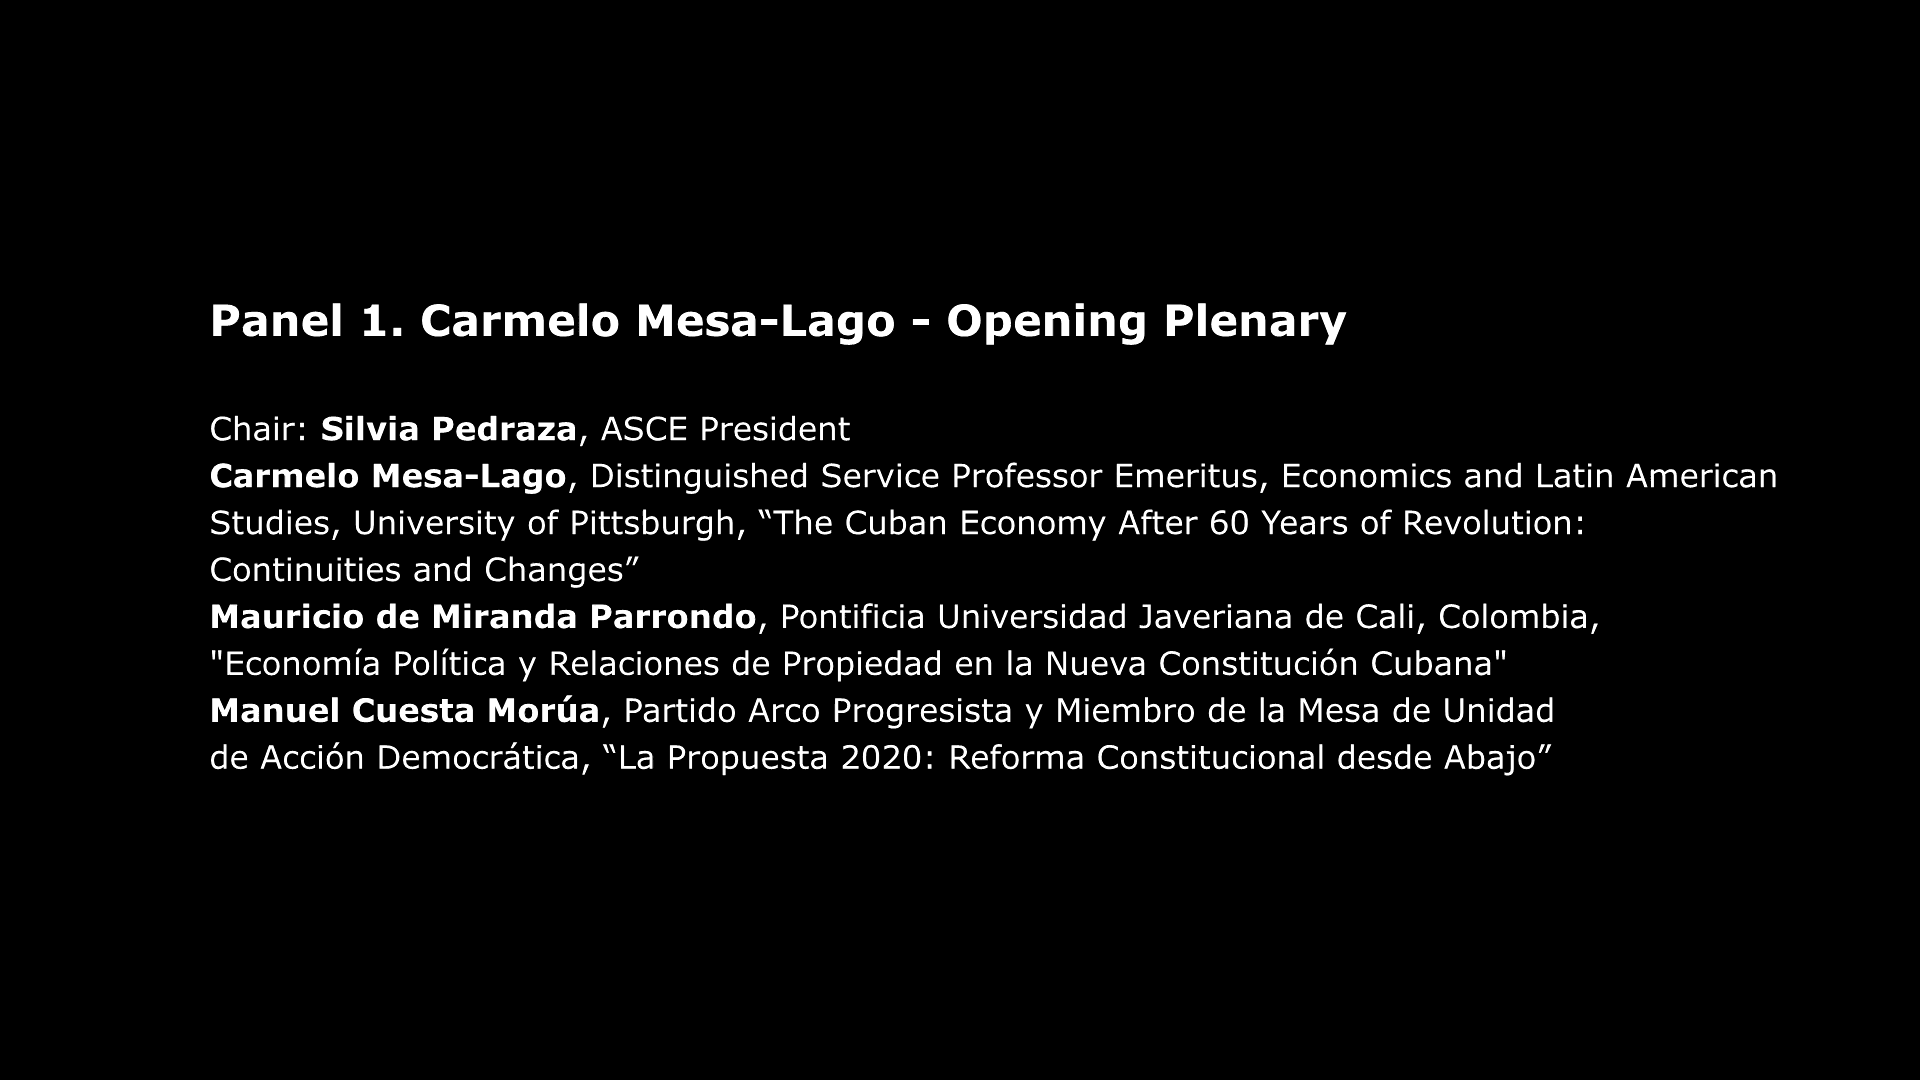 Panel 1. Carmelo Mesa-Lago - Opening Plenary
Chair: Silvia Pedraza, ASCE President
Carmelo Mesa-Lago, Distinguished Service Professor Emeritus, Economics and Latin American
Studies, University of Pittsburgh, “The Cuban Economy After 60 Years of Revolution:
Continuities and Changes”
Mauricio de Miranda Parrondo, Pontificia Universidad Javeriana de Cali, Colombia,
"Economía Política y Relaciones de Propiedad en la Nueva Constitución Cubana"
Manuel Cuesta Morúa, Partido Arco Progresista y Miembro de la Mesa de Unidad
de Acción Democrática, “La Propuesta 2020: Reforma Constitucional desde Abajo”